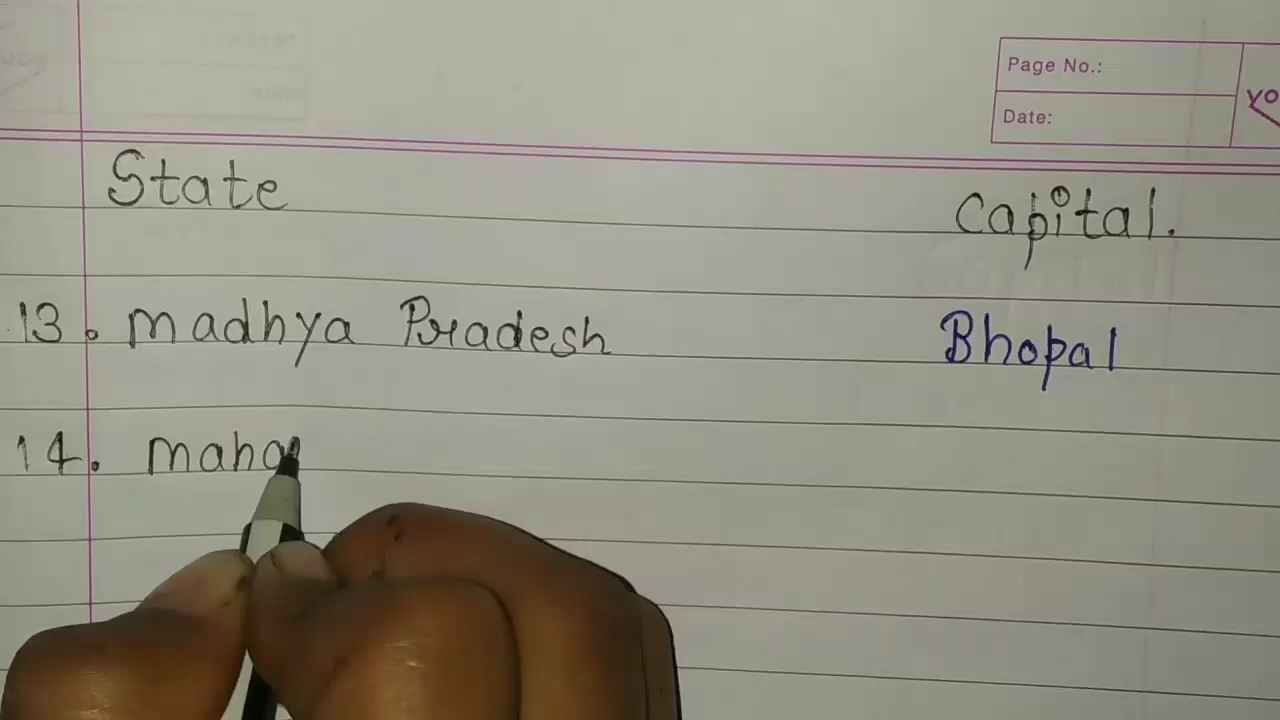 Page No.:
Date:
State Capital.
13. Madhya Pradesh Bhopal
14. maha